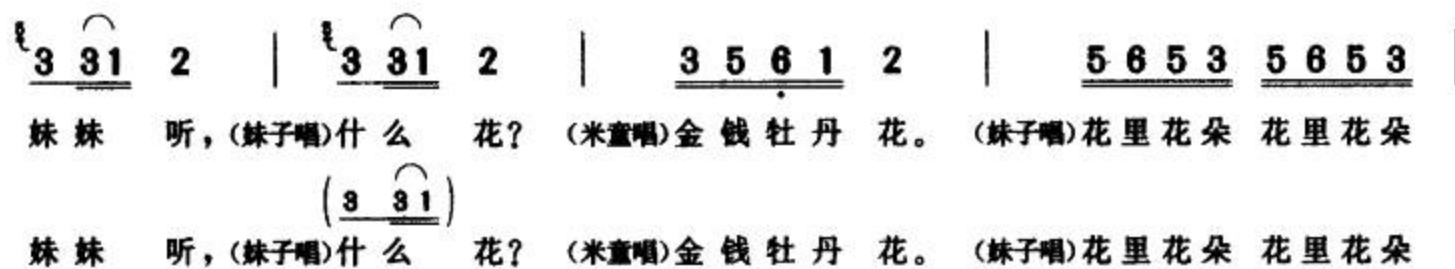 3 31 2 | 3 31 2 | 3 5 6 1 2 | 5 6 5 3 5 6 5 3
妹妹 听，（妹子唱）什么 花？（米童唱）金钱牡丹 花。（妹子唱）花里花朵 花里花朵
(3 31)
妹妹 听，（妹子唱）什么 花？（米童唱）金钱牡丹 花。（妹子唱）花里花朵 花里花朵